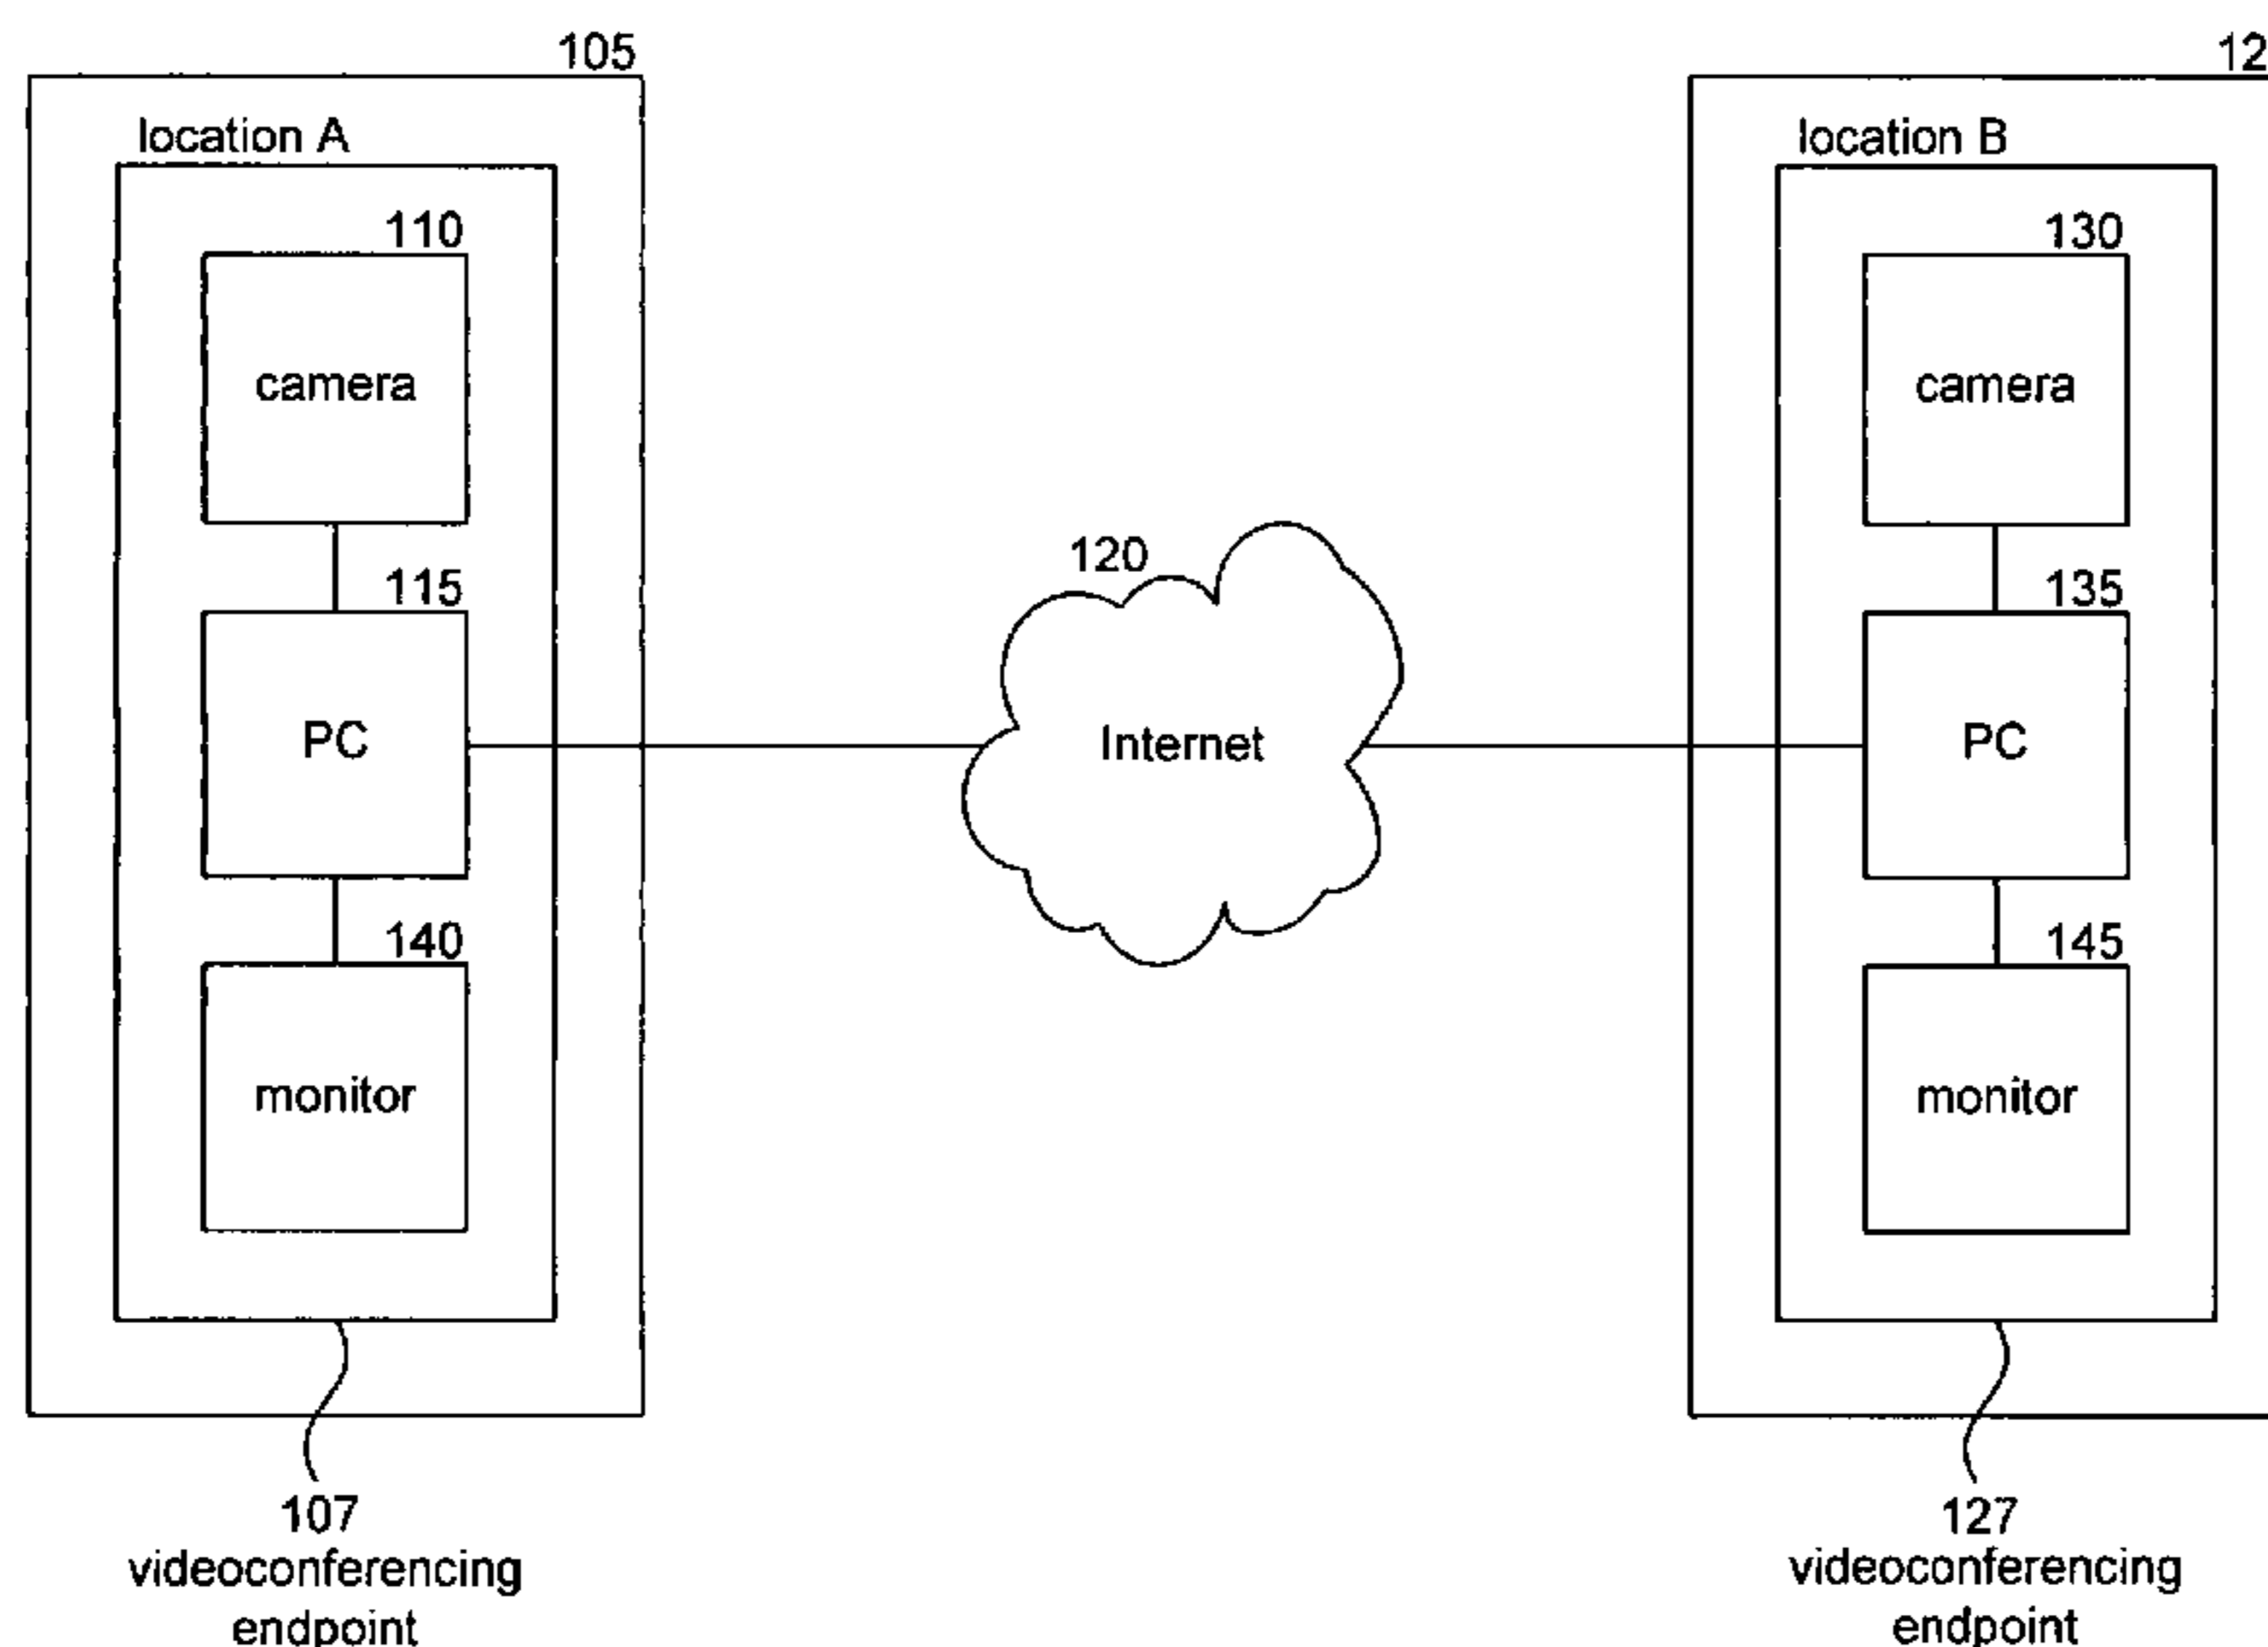 105
location A
110
camera
115
PC
140
monitor
107
videoconferencing
endpoint
120
Internet
location B
130
camera
135
PC
145
monitor
127
videoconferencing
endpoint